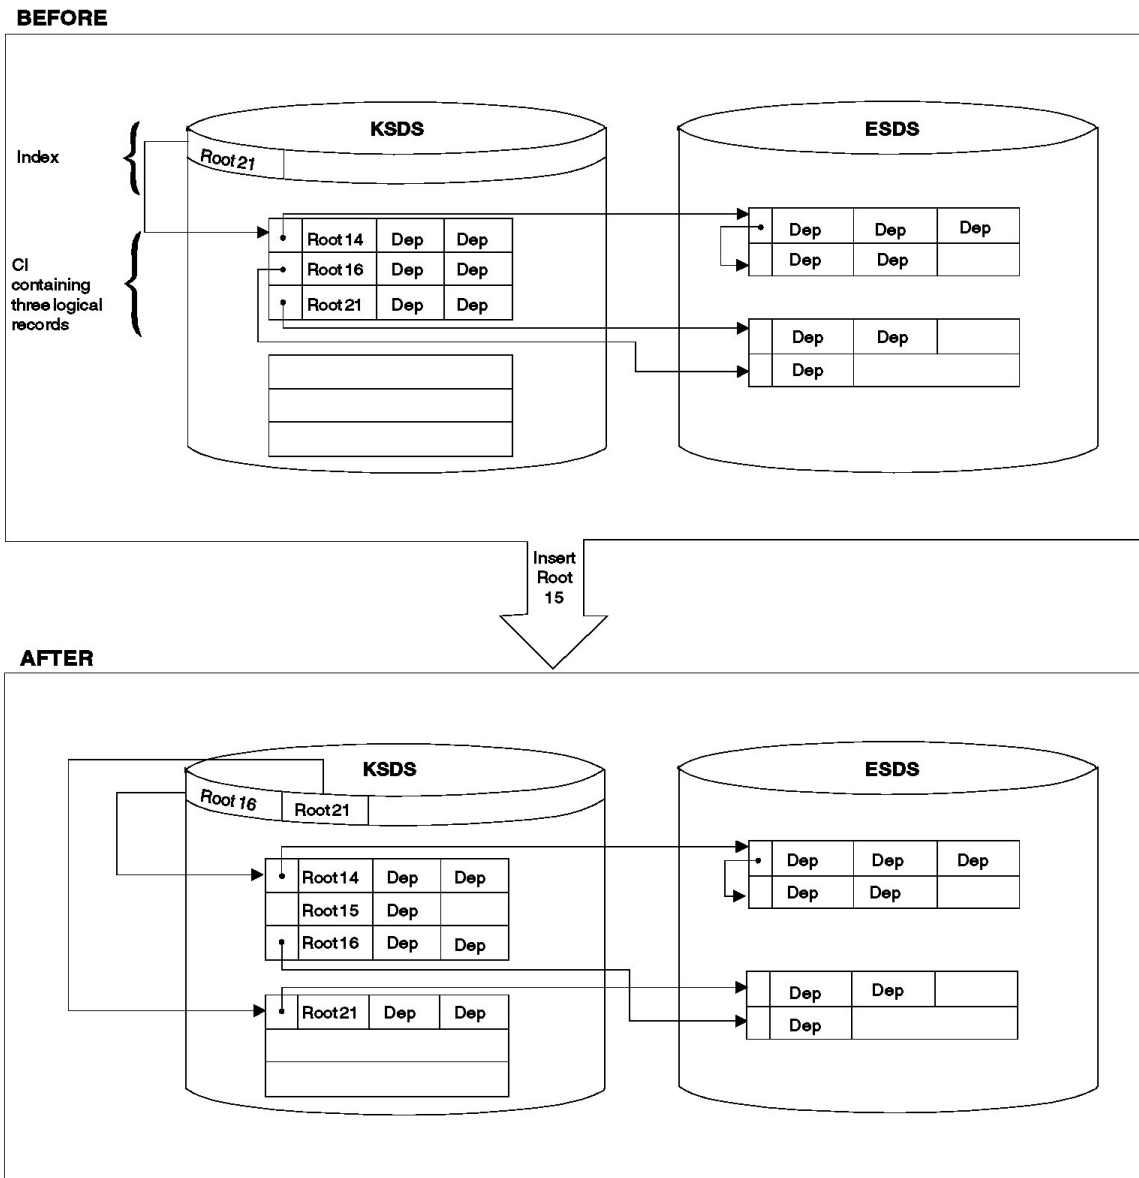 BEFORE
KSDS
ESDS
Index
Root 21
CI
containing
three logical
records
Root 14 Dep Dep
Root 16 Dep Dep
Root 21 Dep Dep
Dep Dep Dep
Dep Dep
Dep Dep
Dep
Insert
Root
15
AFTER
KSDS
ESDS
Root 16 Root 21
Root 14 Dep Dep
Root 15 Dep
Root 16 Dep Dep
Root 21 Dep Dep
Dep Dep Dep
Dep Dep
Dep Dep
Dep